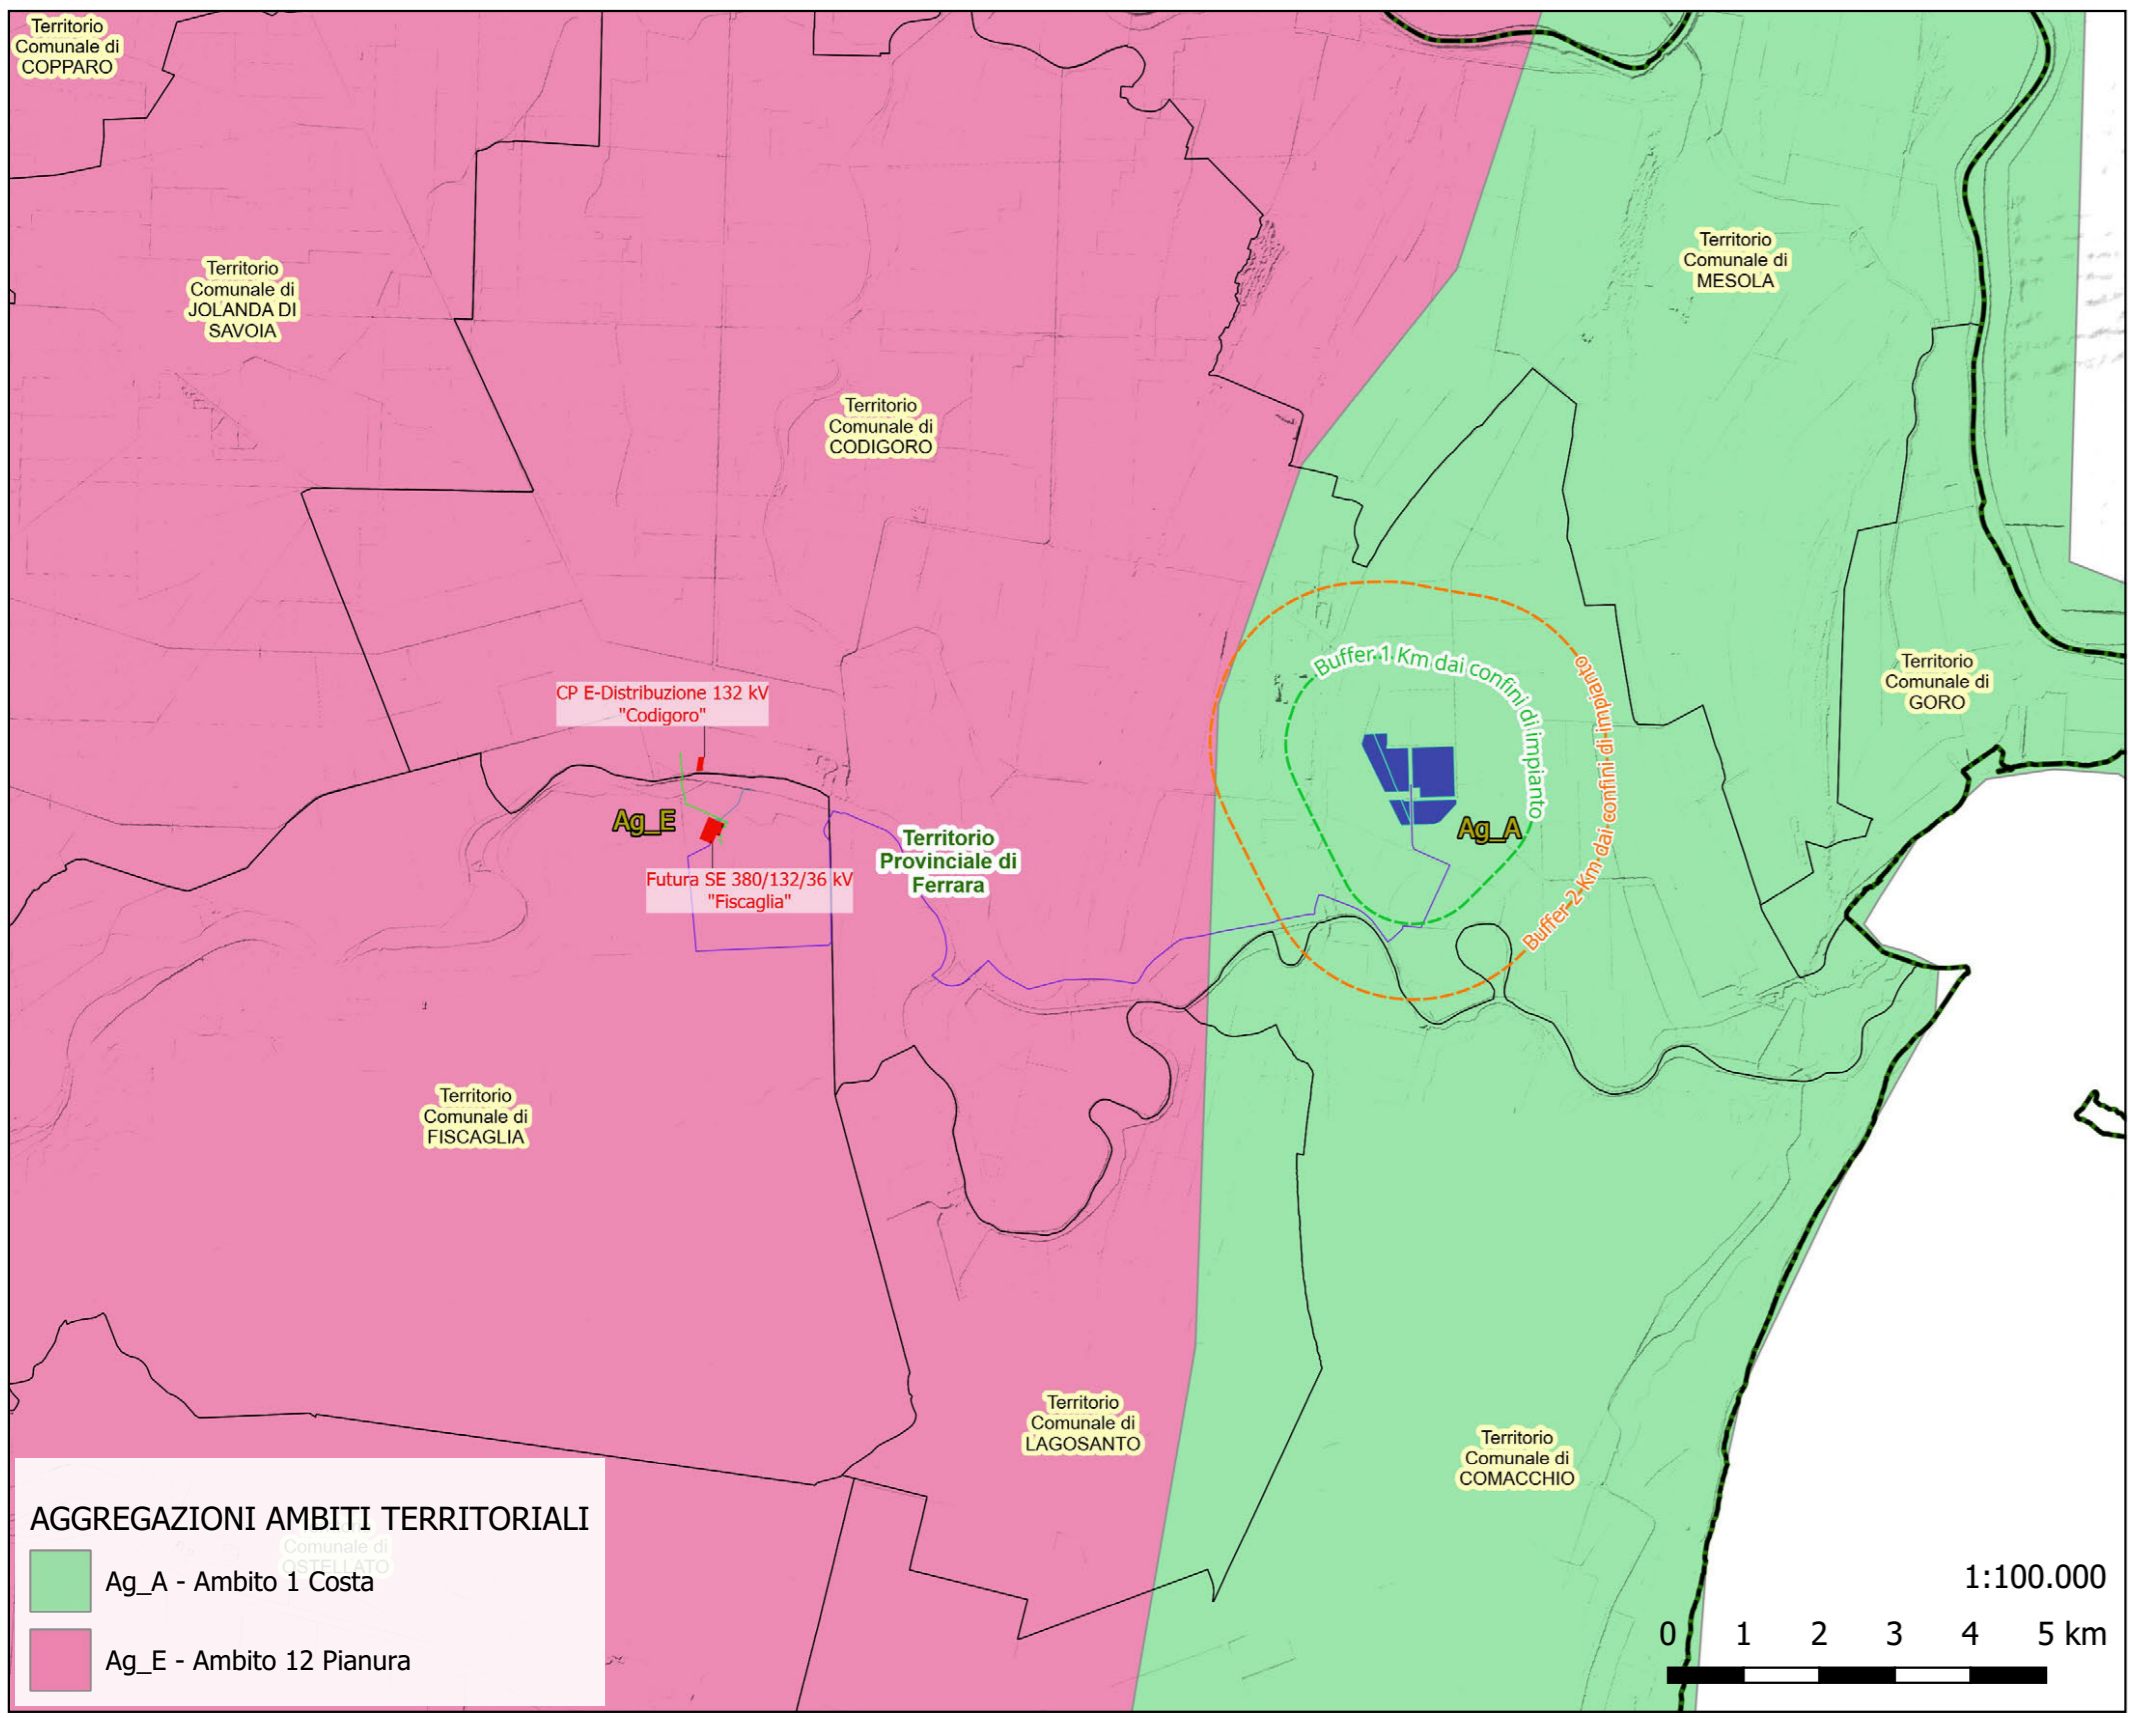 Territorio
Comunale di
COPPARO
Territorio
Comunale di
MESOLA
Territorio
Comunale di
JOLANDA DI
SAVOIA
Territorio
Comunale di
CODIGORO
Buffer 1 Km dai confini di impianto
Buffer 2 Km dai confini di impianto
Territorio
Comunale di
GORO
CP E-Distribuzione 132 kV
"Codigoro"
Ag_E
Ag_A
Territorio
Provinciale di
Ferrara
Futura SE 380/132/36 kV
"Fiscaglia"
Territorio
Comunale di
FISCAGLIA
Territorio
Comunale di
LAGOSANTO
Territorio
Comunale di
COMACCHIO
AGGREGAZIONI AMBITI TERRITORIALI
Comunale di
OSTELLATO
Ag_A - Ambito 1 Costa
Ag_E - Ambito 12 Pianura
1:100.000
0 1 2 3 4 5 km